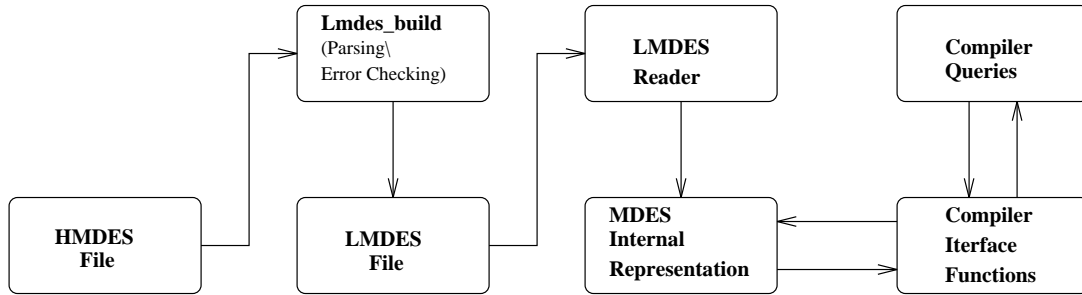 Lmdes_build
(Parsing\
Error Checking)
LMDES
Reader
Compiler
Queries
HMDES
File
LMDES
File
MDES
Internal
Representation
Compiler
Iterface
Functions